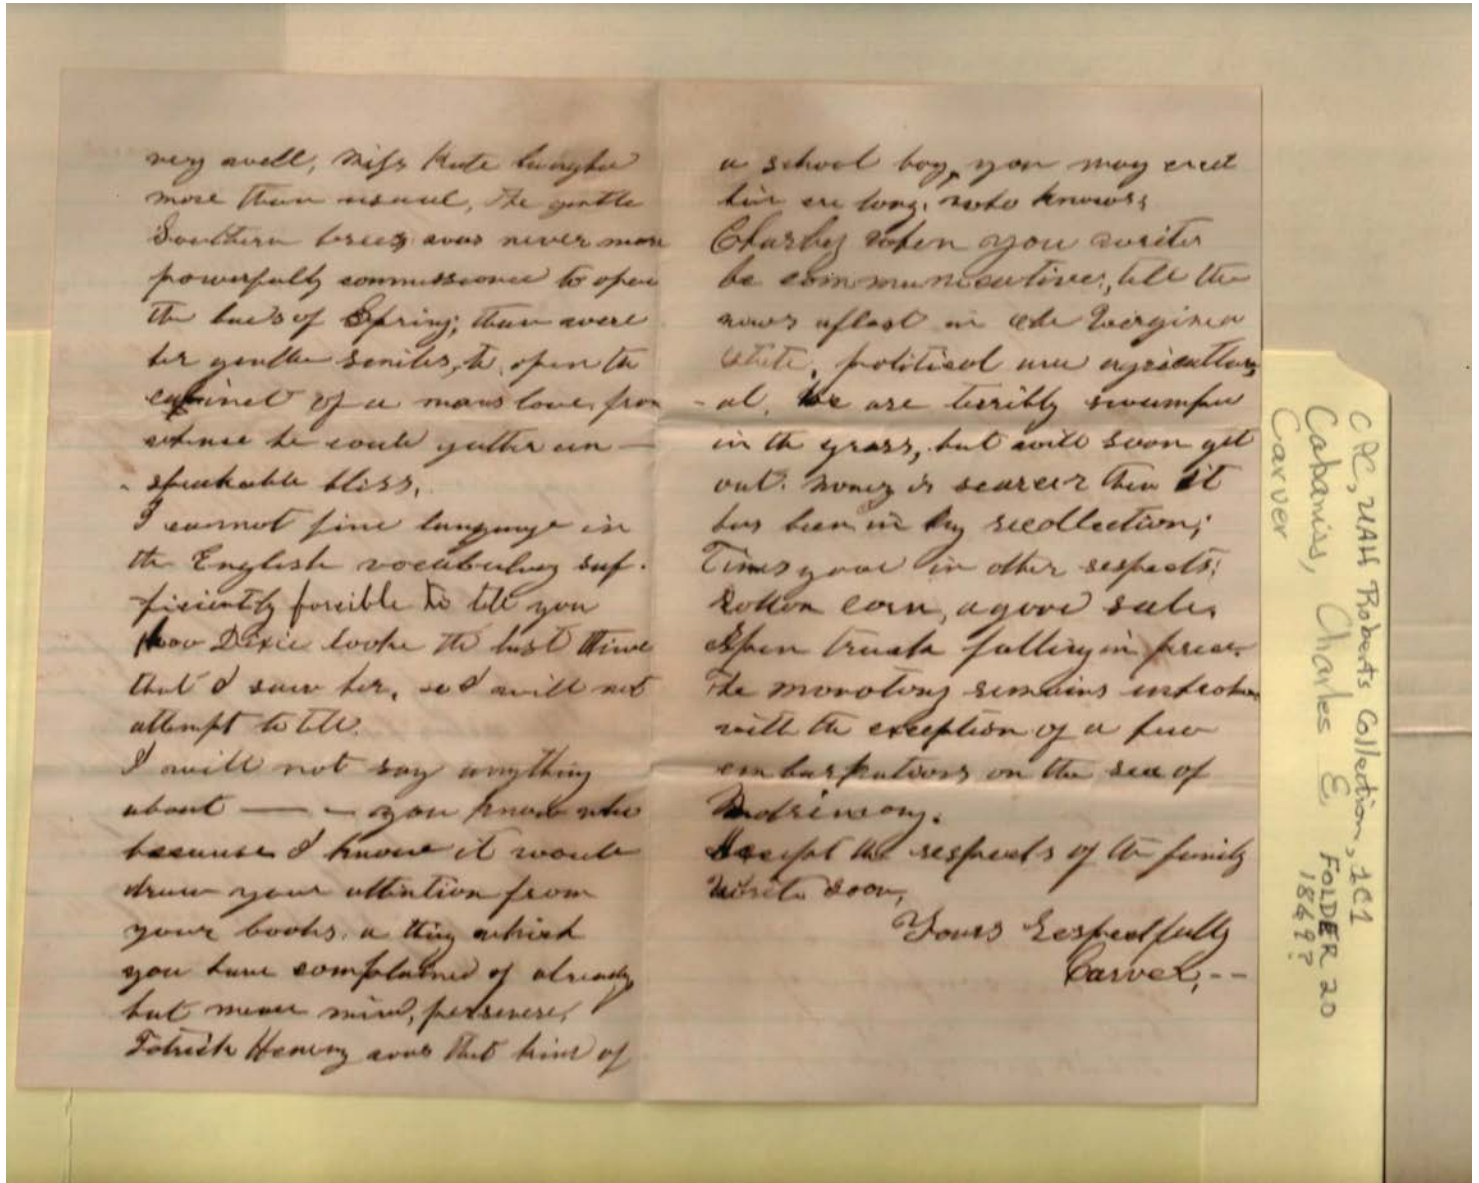 very well, Miss Kate laughed
more than usual, The gentle
Southern breeze was never more
powerfully commissioned to open
the buds of Spring; than were
her gentle smiles, to open the
cabinet of a mans love, from
whence he could gather un-
-speakable bliss.
I cannot find language in
the English vocabulary suf-
ficiently forcible to tell you
how Dixie looked the last time
that I saw her, so I will not
attempt to tell.
I will not say anything
about —— – you know who
because I know it would
draw your attention from
your books, a thing which
you have complained of already,
but never mind, persevere,
Patrick Henry was that kind of
a school boy, you may
him ere long, who knows;
Charley when you write
be communicative, tell the
news afloat in the Virginia
State, political and agricultur
-al. We are terribly swamped
in the grass, but will soon get
out. Money is scarcer than it
has been in my recollection;
Times good in other respects;
Cotton corn, a good sale,
truck falling in price.
The monotony remains unbroken
with the exception of a few
embarkations on the sea of
Matrimony.
Accept the respects of the family
Write soon,
Yours Respectfully
Carver, --
CPC, UAH Roberts Collection, 1C1
Cabaniss, Charles E. FOLDER 20
Carver 1869?